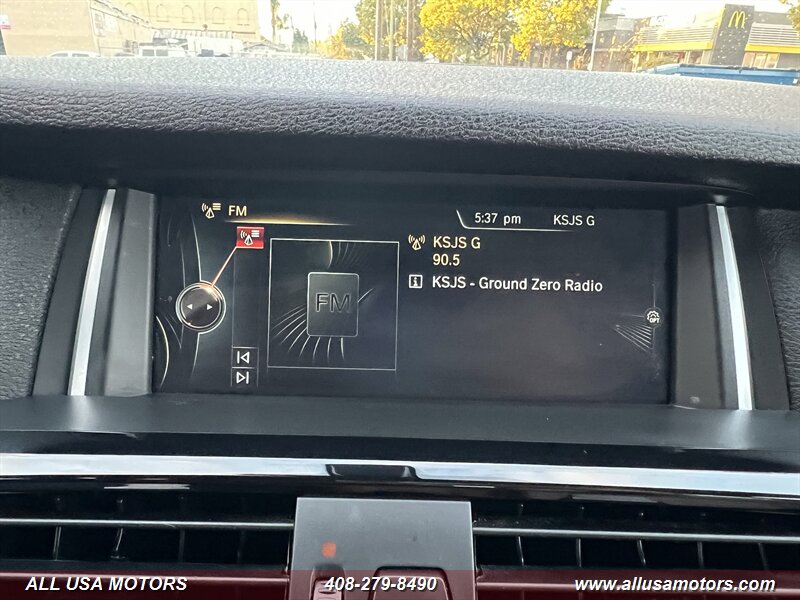 FM
5:37 pm
KSJS G
KSJS G
90.5
KSJS - Ground Zero Radio
FM
OPT
ALL USA MOTORS
408-279-8490
www.allusamotors.com